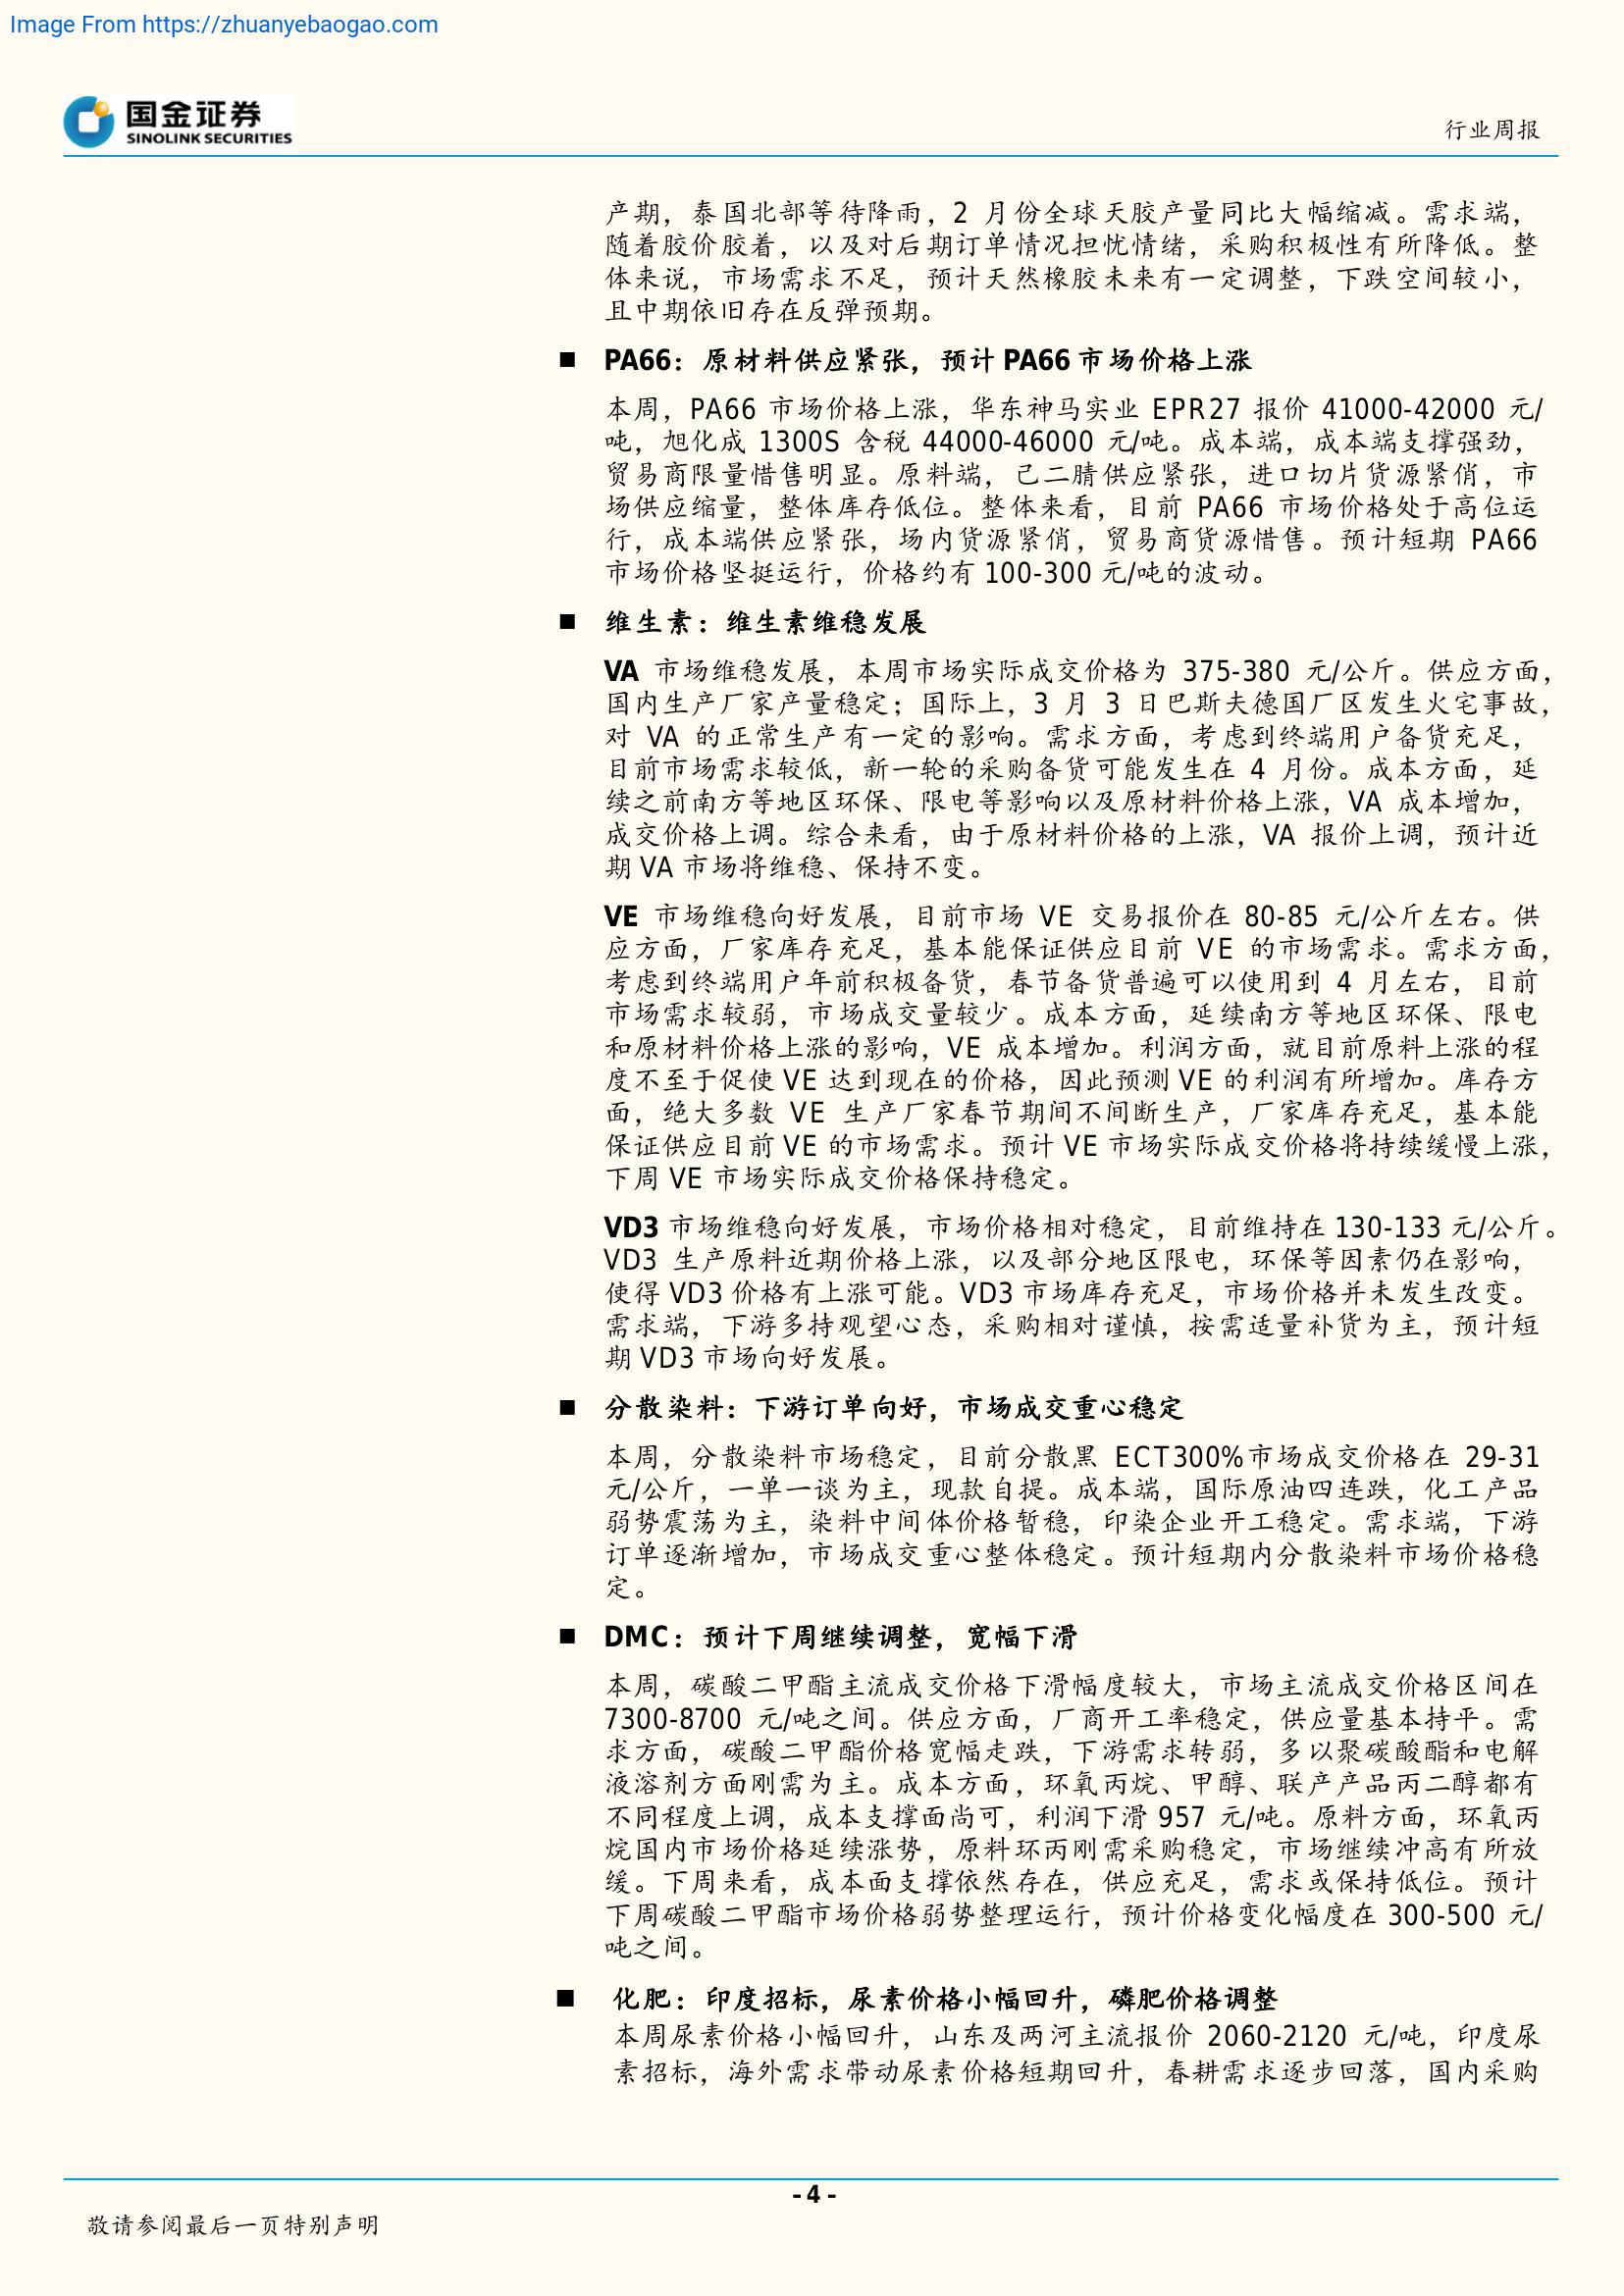 Image From https://zhuanyebaogao.com
国金证券
SINOLINK SECURITIES
行业周报
产期，泰国北部等待降雨，2 月份全球天胶产量同比大幅缩减。需求端，
随着胶价胶着，以及对后期订单情况担忧情绪，采购积极性有所降低。整
体来说，市场需求不足，预计天然橡胶未来有一定调整，下跌空间较小，
且中期依旧存在反弹预期。
■ PA66：原材料供应紧张，预计 PA66 市场价格上涨
本周，PA66 市场价格上涨，华东神马实业 EPR27 报价 41000-42000 元/
吨，旭化成 1300S 含税 44000-46000 元/吨。成本端，成本端支撑强劲，
贸易商限量惜售明显。原料端，己二腈供应紧张，进口切片货源紧俏，市
场供应缩量，整体库存低位。整体来看，目前 PA66 市场价格处于高位运
行，成本端供应紧张，场内货源紧俏，贸易商货源惜售。预计短期 PA66
市场价格坚挺运行，价格约有 100-300 元/吨的波动。
■ 维生素：维生素维稳发展
VA 市场维稳发展，本周市场实际成交价格为 375-380 元/公斤。供应方面，
国内生产厂家产量稳定；国际上，3 月 3 日巴斯夫德国厂区发生火宅事故，
对 VA 的正常生产有一定的影响。需求方面，考虑到终端用户备货充足，
目前市场需求较低，新一轮的采购备货可能发生在 4 月份。成本方面，延
续之前南方等地区环保、限电等影响以及原材料价格上涨，VA 成本增加，
成交价格上调。综合来看，由于原材料价格的上涨，VA 报价上调，预计近
期 VA 市场将维稳、保持不变。
VE 市场维稳向好发展，目前市场 VE 交易报价在 80-85 元/公斤左右。供
应方面，厂家库存充足，基本能保证供应目前 VE 的市场需求。需求方面，
考虑到终端用户年前积极备货，春节备货普遍可以使用到 4 月左右，目前
市场需求较弱，市场成交量较少。成本方面，延续南方等地区环保、限电
和原材料价格上涨的影响，VE 成本增加。利润方面，就目前原料上涨的程
度不至于促使 VE 达到现在的价格，因此预测 VE 的利润有所增加。库存方
面，绝大多数 VE 生产厂家春节期间不间断生产，厂家库存充足，基本能
保证供应目前 VE 的市场需求。预计 VE 市场实际成交价格将持续缓慢上涨，
下周 VE 市场实际成交价格保持稳定。
VD3 市场维稳向好发展，市场价格相对稳定，目前维持在 130-133 元/公斤。
VD3 生产原料近期价格上涨，以及部分地区限电，环保等因素仍在影响，
使得 VD3 价格有上涨可能。VD3 市场库存充足，市场价格并未发生改变。
需求端，下游多持观望心态，采购相对谨慎，按需适量补货为主，预计短
期 VD3 市场向好发展。
■ 分散染料：下游订单向好，市场成交重心稳定
本周，分散染料市场稳定，目前分散黑 ECT300%市场成交价格在 29-31
元/公斤，一单一谈为主，现款自提。成本端，国际原油四连跌，化工产品
弱势震荡为主，染料中间体价格暂稳，印染企业开工稳定。需求端，下游
订单逐渐增加，市场成交重心整体稳定。预计短期内分散染料市场价格稳
定。
■ DMC：预计下周继续调整，宽幅下滑
本周，碳酸二甲酯主流成交价格下滑幅度较大，市场主流成交价格区间在
7300-8700 元/吨之间。供应方面，厂商开工率稳定，供应量基本持平。需
求方面，碳酸二甲酯价格宽幅走跌，下游需求转弱，多以聚碳酸酯和电解
液溶剂方面刚需为主。成本方面，环氧丙烷、甲醇、联产产品丙二醇都有
不同程度上调，成本支撑面尚可，利润下滑 957 元/吨。原料方面，环氧丙
烷国内市场价格延续涨势，原料环丙刚需采购稳定，市场继续冲高有所放
缓。下周来看，成本面支撑依然存在，供应充足，需求或保持低位。预计
下周碳酸二甲酯市场价格弱势整理运行，预计价格变化幅度在 300-500 元/
吨之间。
■ 化肥：印度招标，尿素价格小幅回升，磷肥价格调整
本周尿素价格小幅回升，山东及两河主流报价 2060-2120 元/吨，印度尿
素招标，海外需求带动尿素价格短期回升，春耕需求逐步回落，国内采购
- 4 -
敬请参阅最后一页特别声明